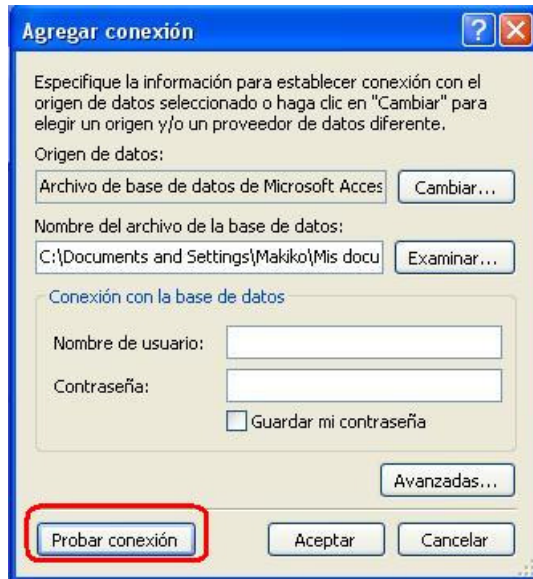 Agregar conexión
Especifique la información para establecer conexión con el
origen de datos seleccionado o haga clic en "Cambiar" para
elegir un origen y/o un proveedor de datos diferente.
Origen de datos:
Archivo de base de datos de Microsoft Acces Cambiar...
Nombre del archivo de la base de datos:
C:\Documents and Settings\Makiko\Mis docu Examinar...
Conexión con la base de datos
Nombre de usuario:
Contraseña:
Guardar mi contraseña
Avanzadas...
Probar conexión Aceptar Cancelar